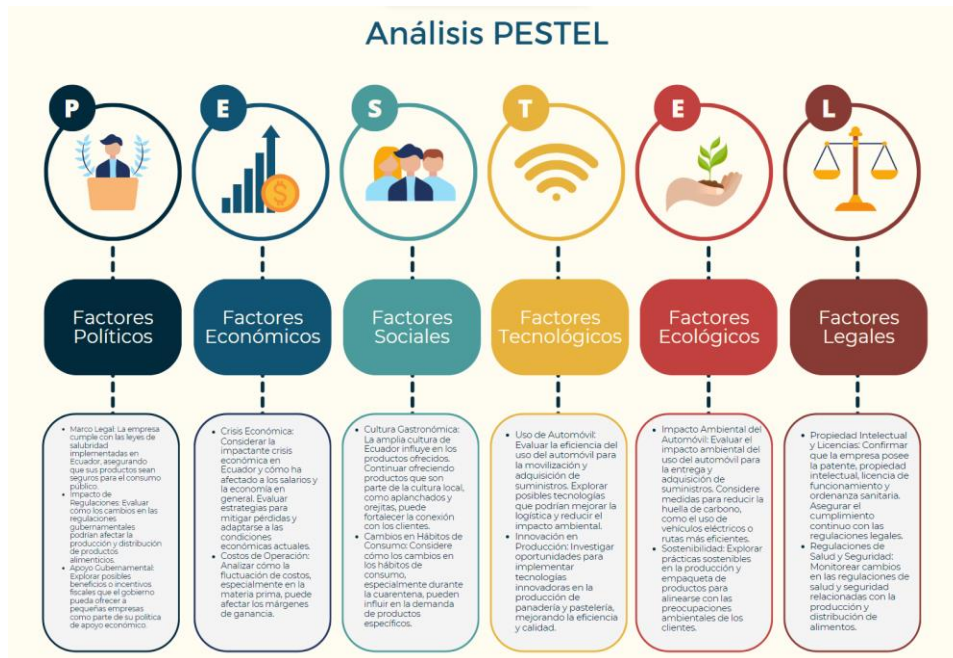 Análisis PESTEL
P
E
S
T
E
L
Factores
Políticos
Factores
Económicos
Factores
Sociales
Factores
Tecnológicos
Factores
Ecológicos
Factores
Legales
• Marco Legal: La empresa
cumple con las leyes de
salubridad
implementadas en
Ecuador, asegurando
que sus productos sean
seguros para el consumo
público.
• Impacto de
Regulaciones: Evaluar
cómo los cambios en las
regulaciones
gubernamentales
podrían afectar la
producción y distribución
de productos
alimenticios.
• Apoyo Gubernamental:
Explorar posibles
beneficios o incentivos
fiscales que el gobierno
pueda ofrecer a
pequeñas empresas
como parte de su política
de apoyo económico.
• Crisis Económica:
Considerar la
impactante crisis
económica en
Ecuador y cómo ha
afectado a los salarios y
la economía en
general. Evaluar
estrategias para
mitigar pérdidas y
adaptarse a las
condiciones
económicas actuales.
• Costos de Operación:
Analizar cómo la
fluctuación de costos,
especialmente en la
materia prima, puede
afectar los márgenes
de ganancia.
• Cultura Gastronómica:
La amplia cultura de
Ecuador influye en los
productos ofrecidos.
Continuar ofreciendo
productos que son
parte de la cultura local,
como aplanchados y
orejitas, puede
fortalecer la conexión
con los clientes.
• Cambios en Hábitos de
Consumo: Considere
cómo los cambios en
los hábitos de
consumo,
especialmente durante
la cuarentena, pueden
influir en la demanda
de productos
específicos.
• Uso de Automóvil:
Evaluar la eficiencia del
uso del automóvil para
la movilización y
adquisición de
suministros. Explorar
posibles tecnologías
que podrían mejorar la
logística y reducir el
impacto ambiental.
• Innovación en
Producción: Investigar
oportunidades para
implementar
tecnologías
innovadoras en la
producción de
panadería y pastelería,
mejorando la eficiencia
y calidad.
• Impacto Ambiental del
Automóvil: Evaluar el
impacto ambiental del
uso del automóvil para
la entrega y
adquisición de
suministros. Considere
medidas para reducir la
huella de carbono,
como el uso de
vehículos eléctricos o
rutas más eficientes.
• Sostenibilidad: Explorar
prácticas sostenibles
en la producción y
empaque de
productos para
alinearse con las
preocupaciones
ambientales de los
clientes.
• Propiedad Intelectual
y Licencias: Confirmar
que la empresa posee
la patente, propiedad
intelectual, licencia de
funcionamiento y
ordenanza sanitaria.
Asegurar el
cumplimiento
continuo con las
regulaciones legales.
• Regulaciones de
Salud y Seguridad:
Monitorear cambios
en las regulaciones de
salud y seguridad
relacionadas con la
producción y
distribución de
alimentos.